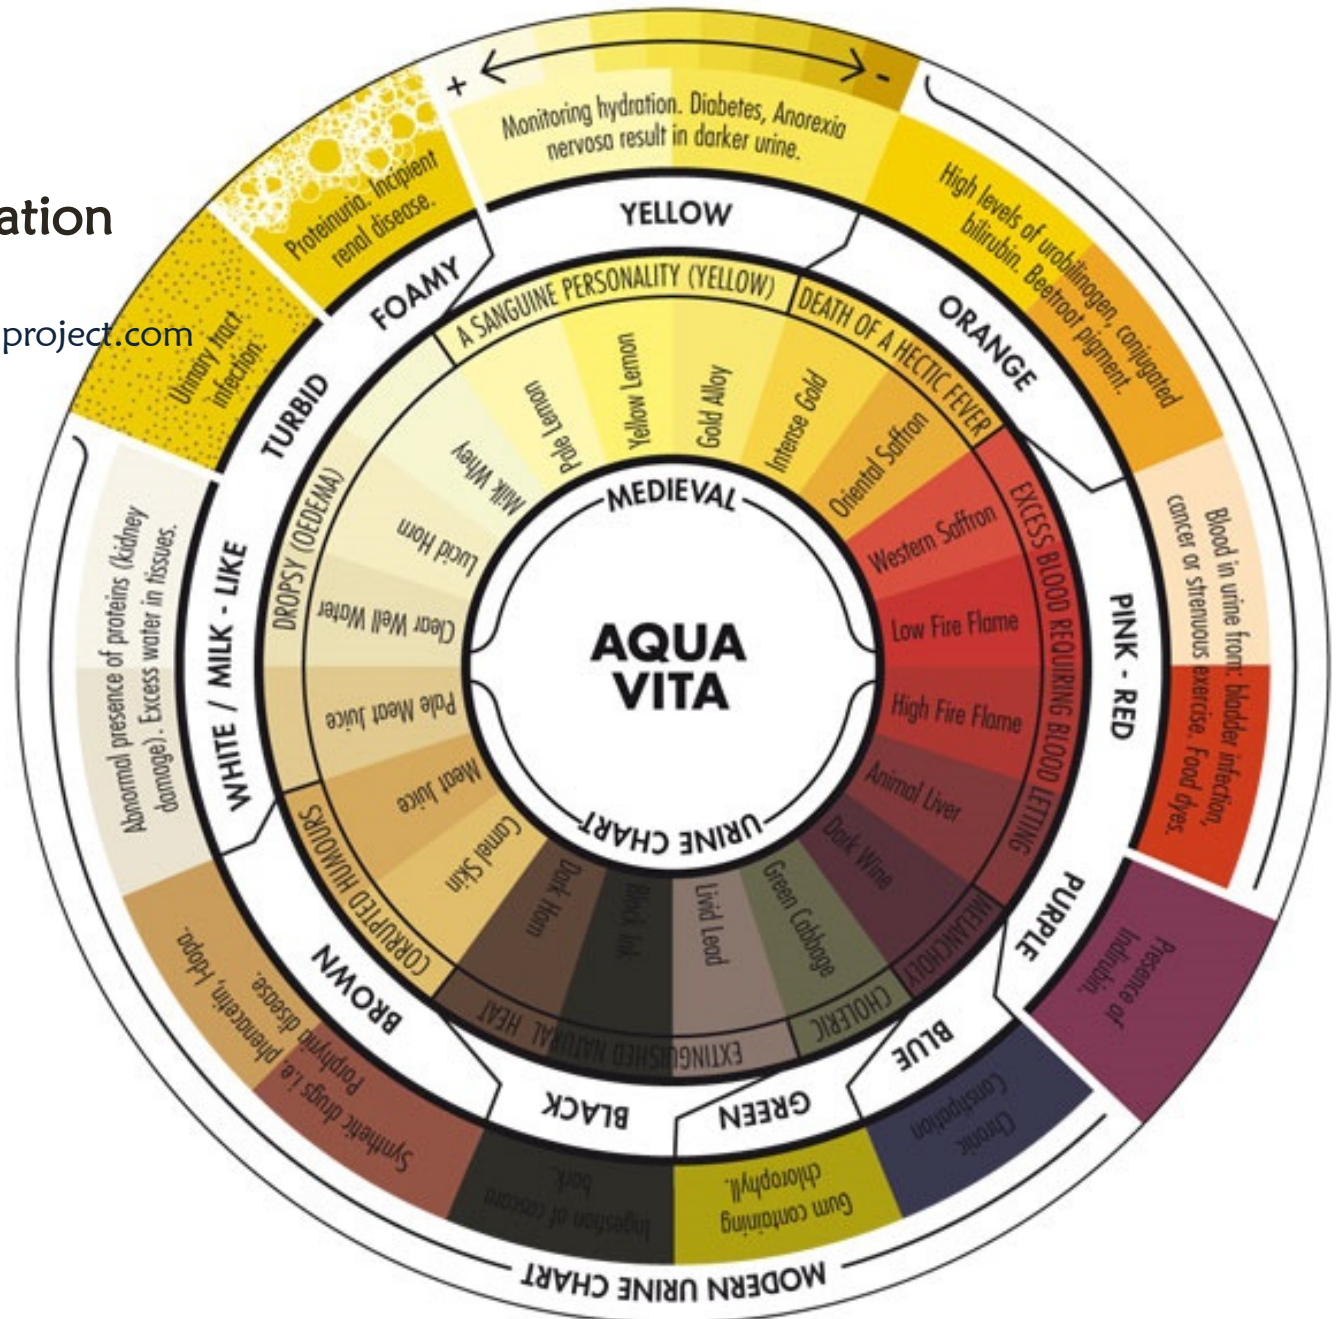 ation
project.com
+
-
Monitoring hydration. Diabetes, Anorexia
nervosa result in darker urine.
High levels of urobilinogen, conjugated
bilirubin. Beetroot pigment.
Blood in urine from: bladder infection,
cancer or strenuous exercise. Food dyes.
Presence of
Indirubin.
Chronic
Constipation
Gum containing
chlorophyll.
Ingestion of cascara
bark.
Synthetic drugs i.e
phenacetin, l-dopa.
Porphyrid disease.
Abnormal presence of proteins (kidney
damage). Excess water in tissues.
Urinary tract
infection.
Proteinuria. Incipient
renal disease.
YELLOW
ORANGE
PINK - RED
PURPLE
BLUE
GREEN
BLACK
BROWN
WHITE / MILK - LIKE
TURBID
FOAMY
A SANGUINE PERSONALITY (YELLOW)
DEATH OF A HECTIC FEVER
EXCESS BLOOD REQUIRING BLOOD LETTING
MELANCHOLY
CHOLERIC
EXTINGUISHED NATURAL HEAT
CORRUPTED HUMOURS
DROPSY (OEDEMA)
Pale Lemon
Yellow Lemon
Gold Alloy
Intense Gold
Oriental Saffron
Western Saffron
Low Fire Flame
High Fire Flame
Animal Liver
Dark Wine
Green Cabbage
Livid Lead
Black Ink
Dark Horn
Camel Skin
Meat Juice
Pale Meat Juice
Clear Well Water
Lucid Horn
Milk Whey
MEDIEVAL
URINE CHART
AQUA
VITA
MODERN URINE CHART